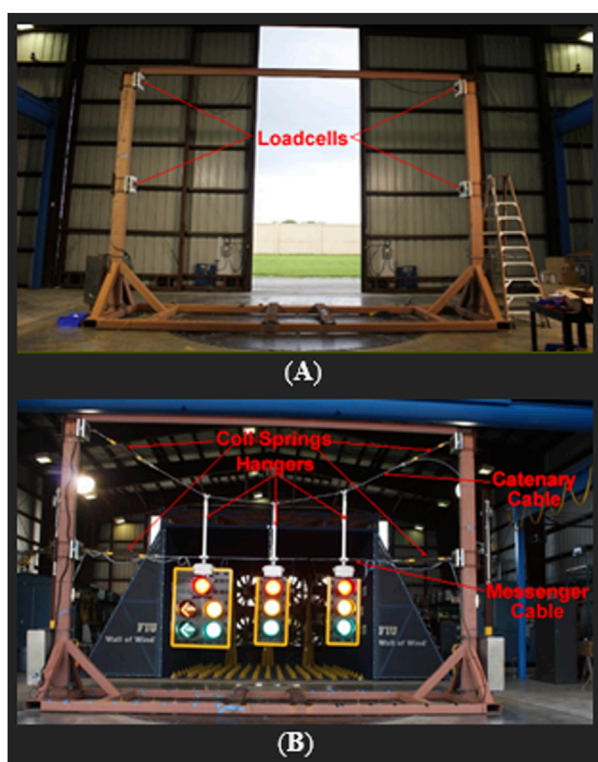 Loadcells
(A)
Coil Springs
Hangers
Catenary
Cable
Messenger
Cable
FIU
Wall of Wind
FIU
Wall of Wind
(B)